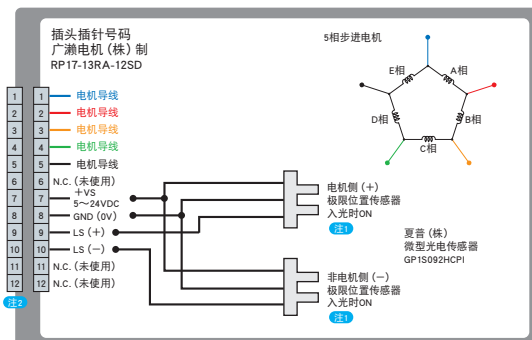 插头插针号码
广濑电机(株)制
RP17-13RA-12SD
1 1 电机导线
2 2 电机导线
3 3 电机导线
4 4 电机导线
5 5 电机导线
6 6 N.C.(未使用)
7 7 +VS
5～24VDC
8 8 GND(0V)
9 9 LS(+)
10 10 LS(−)
11 11 N.C.(未使用)
12 12 N.C.(未使用)
注2
5相步进电机
E相
A相
D相
B相
C相
电机侧(+)
极限位置传感器
入光时ON
注1
非电机侧(−)
极限位置传感器
入光时ON
注1
夏普(株)
微型光电传感器
GP1S092HCPI